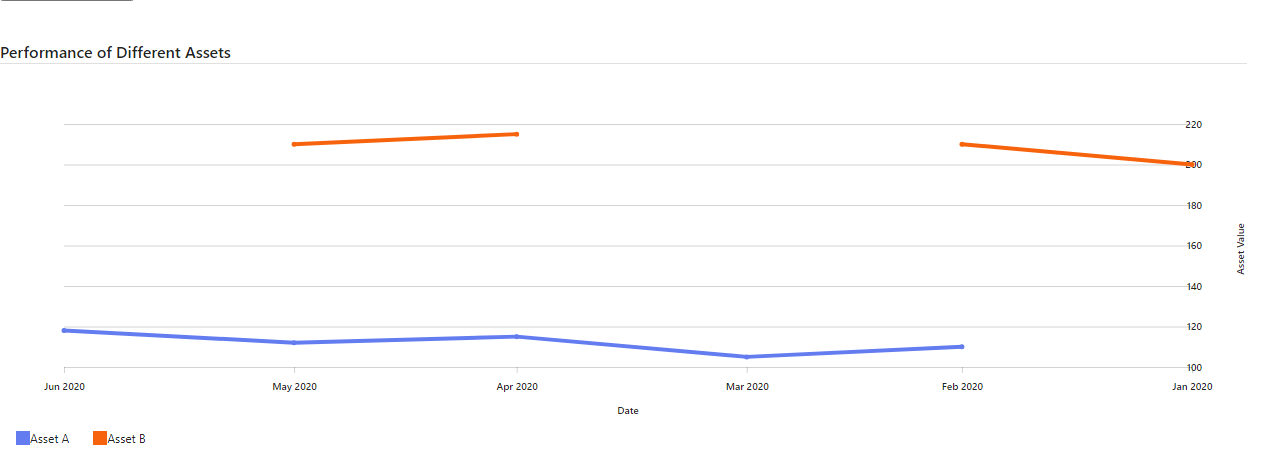 Performance of Different Assets
220
200
180
160
140
120
100
Asset Value
Jun 2020 May 2020 Apr 2020 Mar 2020 Feb 2020 Jan 2020
Date
Asset A Asset B